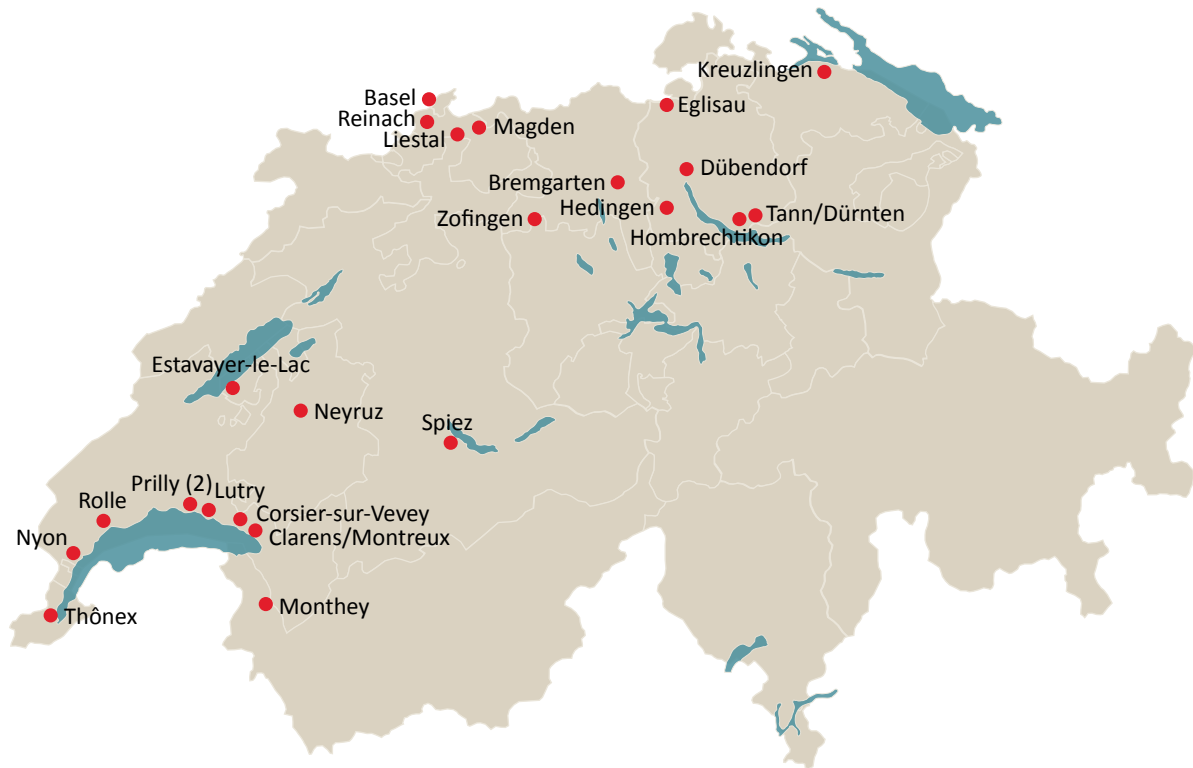 Kreuzlingen
Basel
Eglisau
Reinach
Magden
Liestal
Dübendorf
Bremgarten
Hedingen
Tann/Dürnten
Zofingen
Hombrechtikon
Estavayer-le-Lac
Neyruz
Spiez
Prilly (2)
Lutry
Rolle
Corsier-sur-Vevey
Nyon
Clarens/Montreux
Monthey
Thônex